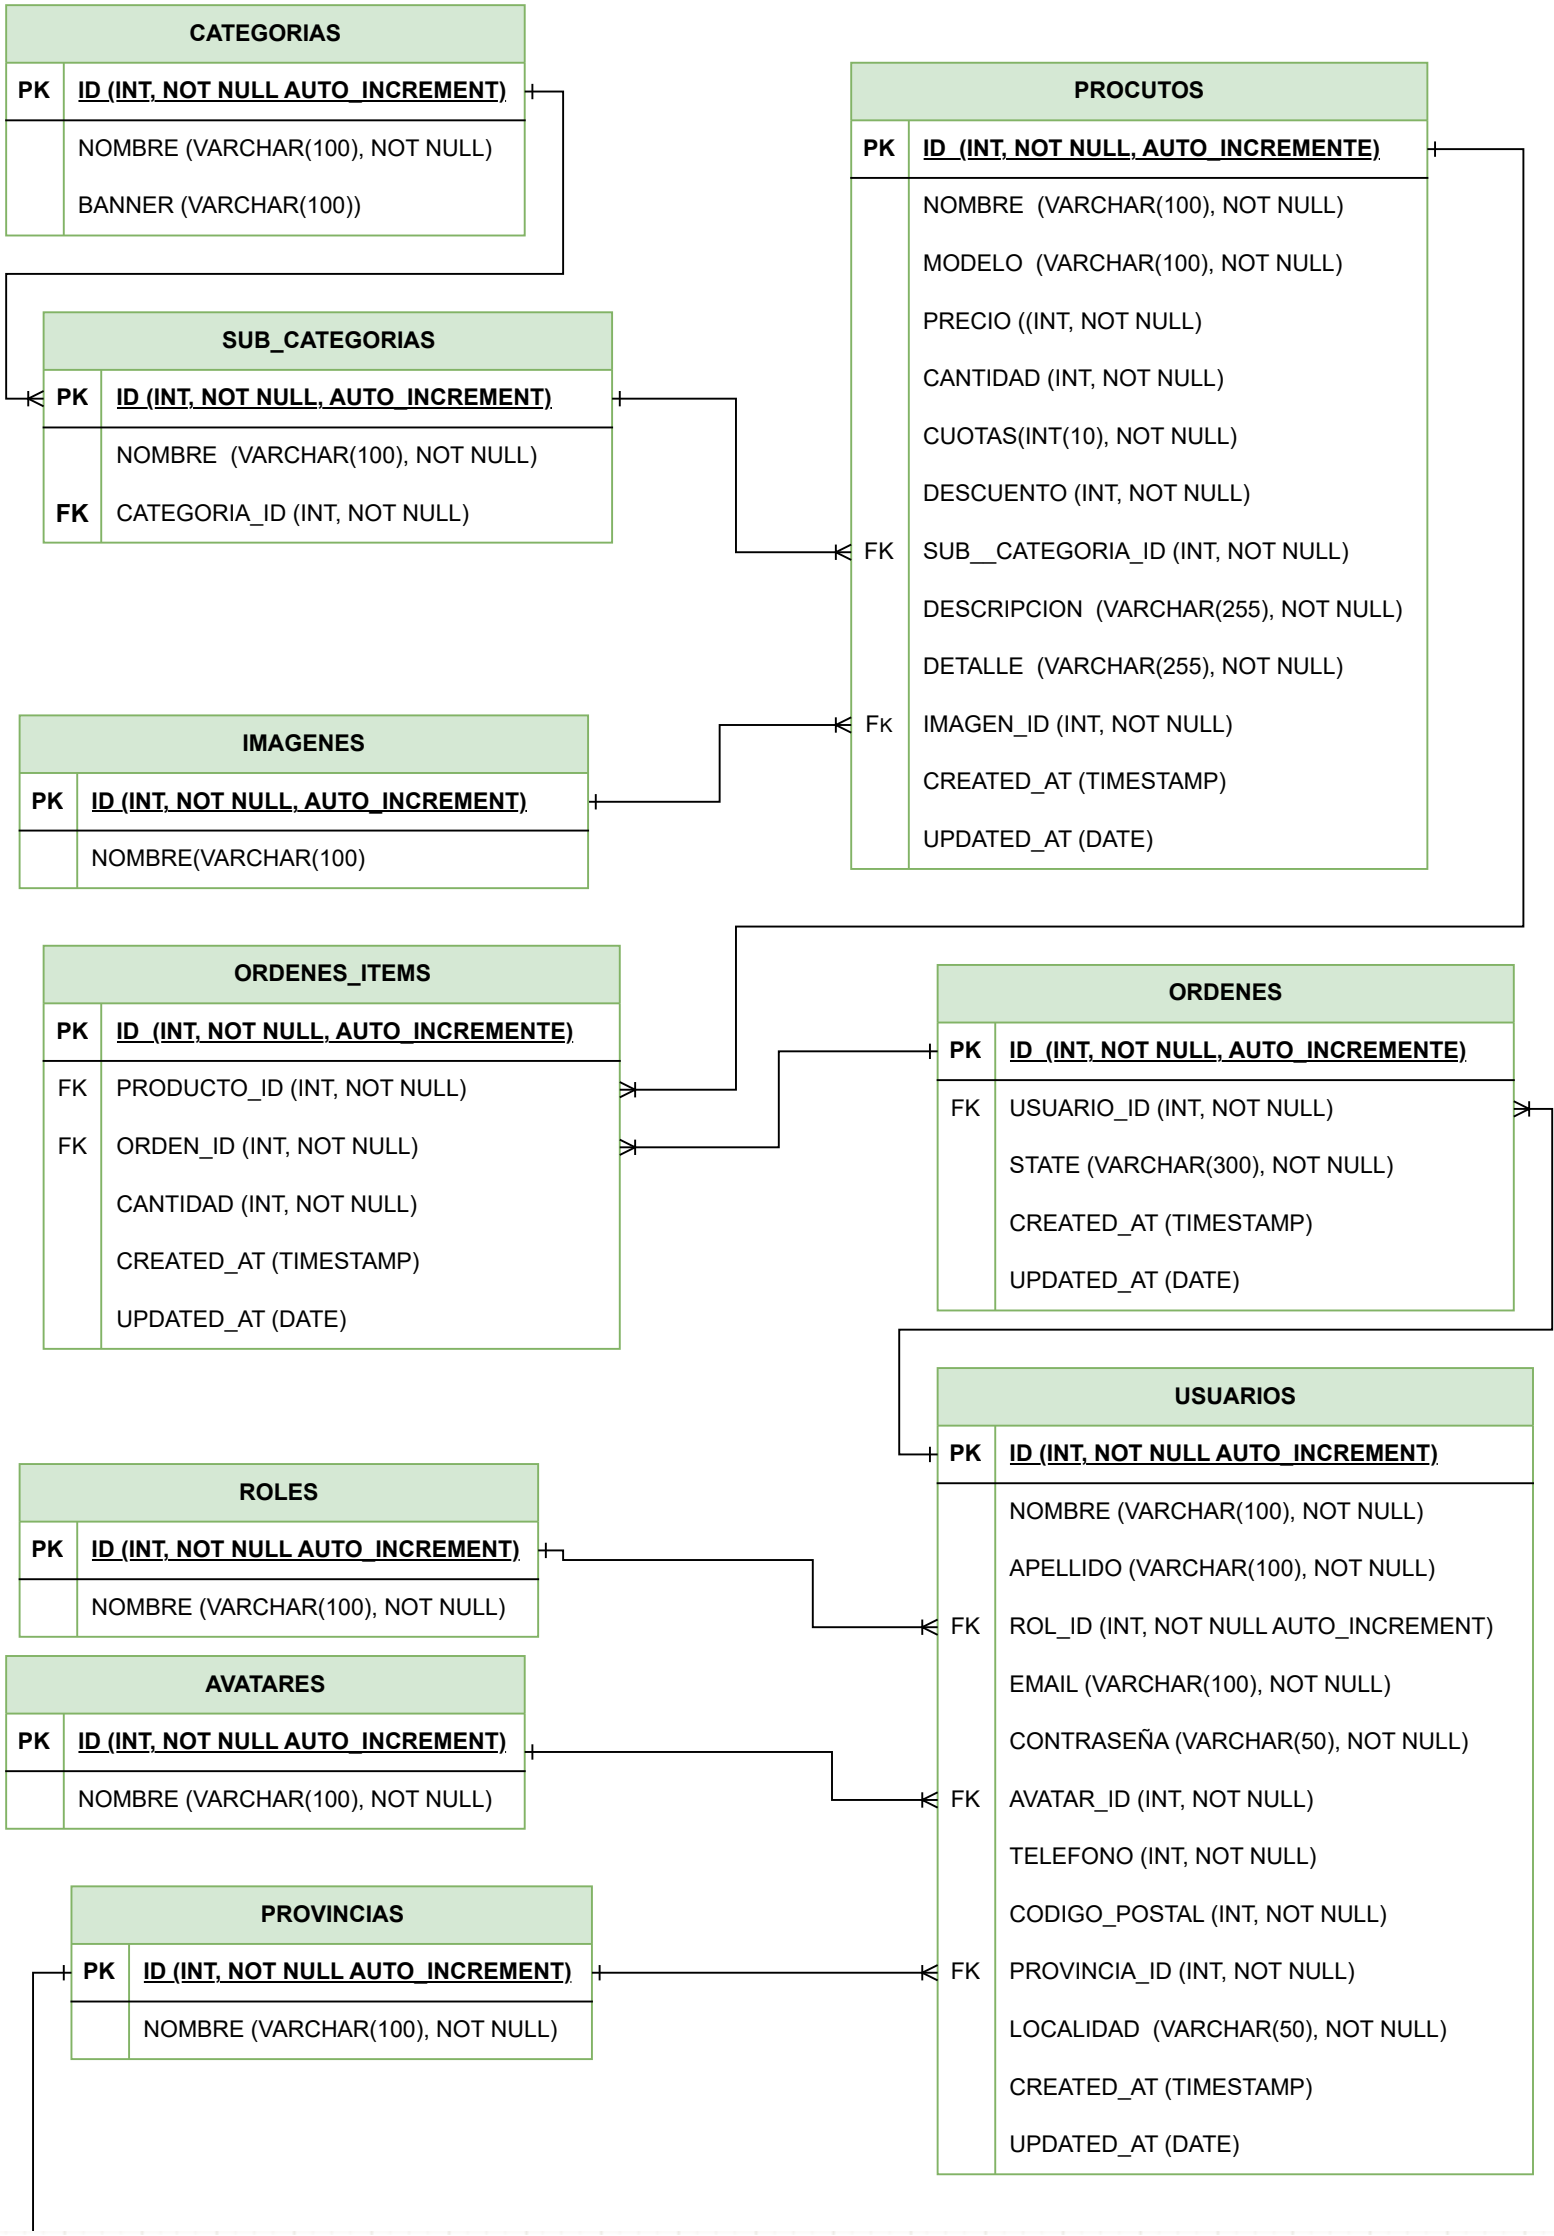 CATEGORIAS
PK ID (INT, NOT NULL AUTO_INCREMENT)
NOMBRE (VARCHAR(100), NOT NULL)
BANNER (VARCHAR(100))
PROCUTOS
PK ID (INT, NOT NULL, AUTO_INCREMENTE)
NOMBRE (VARCHAR(100), NOT NULL)
MODELO (VARCHAR(100), NOT NULL)
PRECIO ((INT, NOT NULL)
CANTIDAD (INT, NOT NULL)
CUOTAS(INT(10), NOT NULL)
DESCUENTO (INT, NOT NULL)
FK SUB__CATEGORIA_ID (INT, NOT NULL)
DESCRIPCION (VARCHAR(255), NOT NULL)
DETALLE (VARCHAR(255), NOT NULL)
FK IMAGEN_ID (INT, NOT NULL)
CREATED_AT (TIMESTAMP)
UPDATED_AT (DATE)
SUB_CATEGORIAS
PK ID (INT, NOT NULL, AUTO_INCREMENT)
NOMBRE (VARCHAR(100), NOT NULL)
FK CATEGORIA_ID (INT, NOT NULL)
IMAGENES
PK ID (INT, NOT NULL, AUTO_INCREMENT)
NOMBRE(VARCHAR(100)
ORDENES_ITEMS
PK ID (INT, NOT NULL, AUTO_INCREMENTE)
FK PRODUCTO_ID (INT, NOT NULL)
FK ORDEN_ID (INT, NOT NULL)
CANTIDAD (INT, NOT NULL)
CREATED_AT (TIMESTAMP)
UPDATED_AT (DATE)
ORDENES
PK ID (INT, NOT NULL, AUTO_INCREMENTE)
FK USUARIO_ID (INT, NOT NULL)
STATE (VARCHAR(300), NOT NULL)
CREATED_AT (TIMESTAMP)
UPDATED_AT (DATE)
USUARIOS
PK ID (INT, NOT NULL AUTO_INCREMENT)
NOMBRE (VARCHAR(100), NOT NULL)
APELLIDO (VARCHAR(100), NOT NULL)
FK ROL_ID (INT, NOT NULL AUTO_INCREMENT)
EMAIL (VARCHAR(100), NOT NULL)
CONTRASEÑA (VARCHAR(50), NOT NULL)
FK AVATAR_ID (INT, NOT NULL)
TELEFONO (INT, NOT NULL)
CODIGO_POSTAL (INT, NOT NULL)
FK PROVINCIA_ID (INT, NOT NULL)
LOCALIDAD (VARCHAR(50), NOT NULL)
CREATED_AT (TIMESTAMP)
UPDATED_AT (DATE)
ROLES
PK ID (INT, NOT NULL AUTO_INCREMENT)
NOMBRE (VARCHAR(100), NOT NULL)
AVATARES
PK ID (INT, NOT NULL AUTO_INCREMENT)
NOMBRE (VARCHAR(100), NOT NULL)
PROVINCIAS
PK ID (INT, NOT NULL AUTO_INCREMENT)
NOMBRE (VARCHAR(100), NOT NULL)